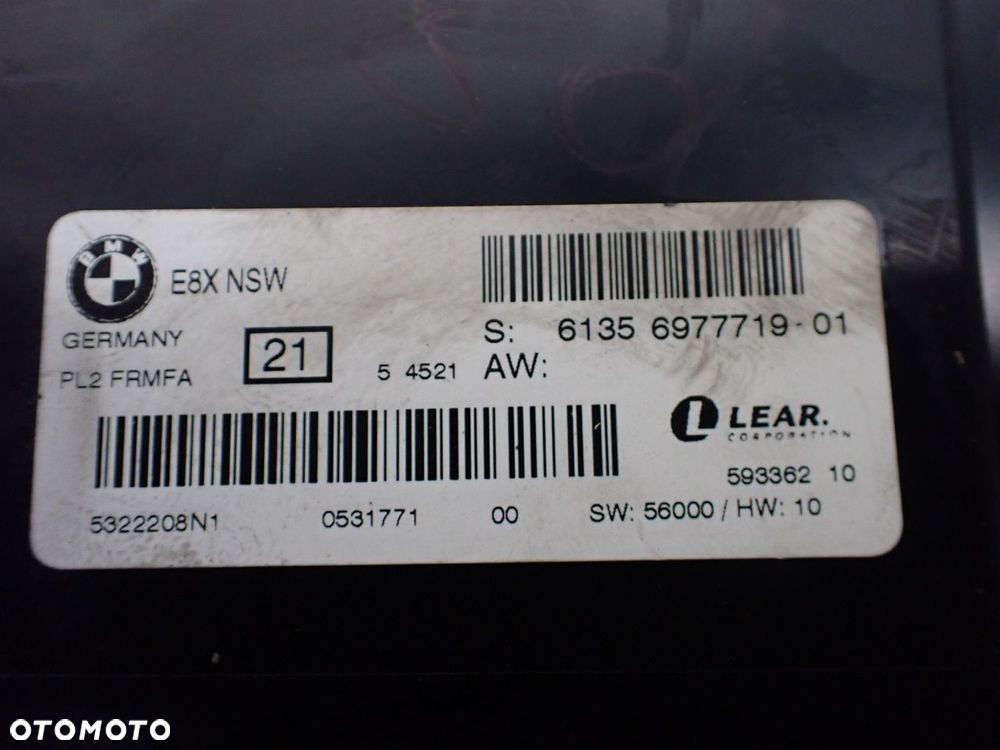 BMW
E8X NSW
GERMANY
PL2 FRMFA
21
5 4521
S: 6135 6977719-01
AW:
LEAR.
CORPORATION
593362 10
5322208N1 0531771 00 SW: 56000 / HW: 10
OTOMOTO